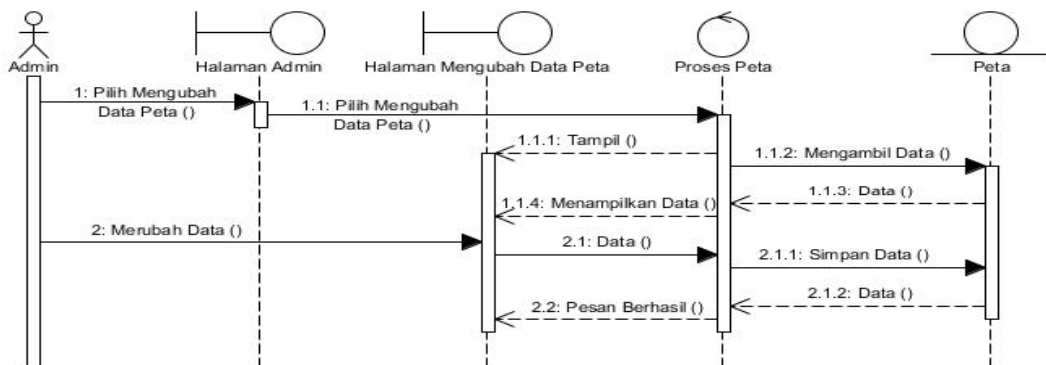 Admin
Halaman Admin
Halaman Mengubah Data Peta
Proses Peta
Peta
1: Pilih Mengubah
Data Peta ()
1.1: Pilih Mengubah
Data Peta ()
1.1.1: Tampil ()
1.1.2: Mengambil Data ()
1.1.3: Data ()
1.1.4: Menampilkan Data ()
2: Merubah Data ()
2.1: Data ()
2.1.1: Simpan Data ()
2.1.2: Data ()
2.2: Pesan Berhasil ()